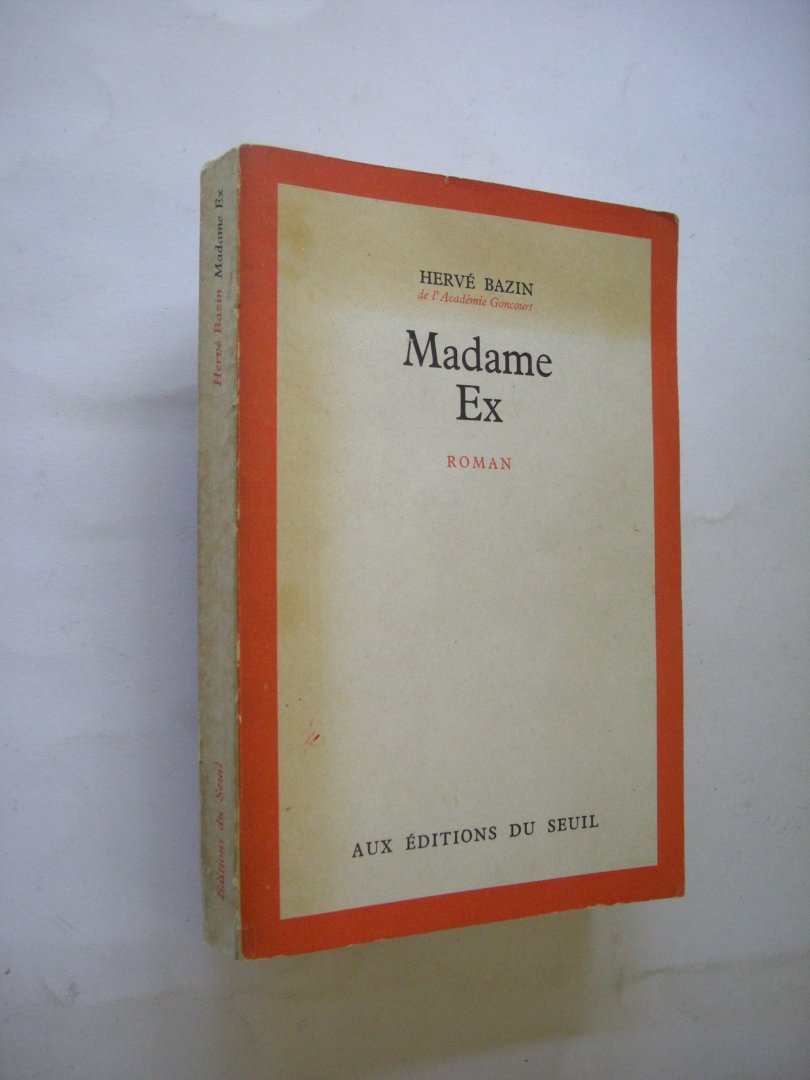 HERVÉ BAZIN
de l'Académie Goncourt
Madame
Ex
ROMAN
AUX ÉDITIONS DU SEUIL
Hervé Bazin Madame Ex
Éditions du Seuil